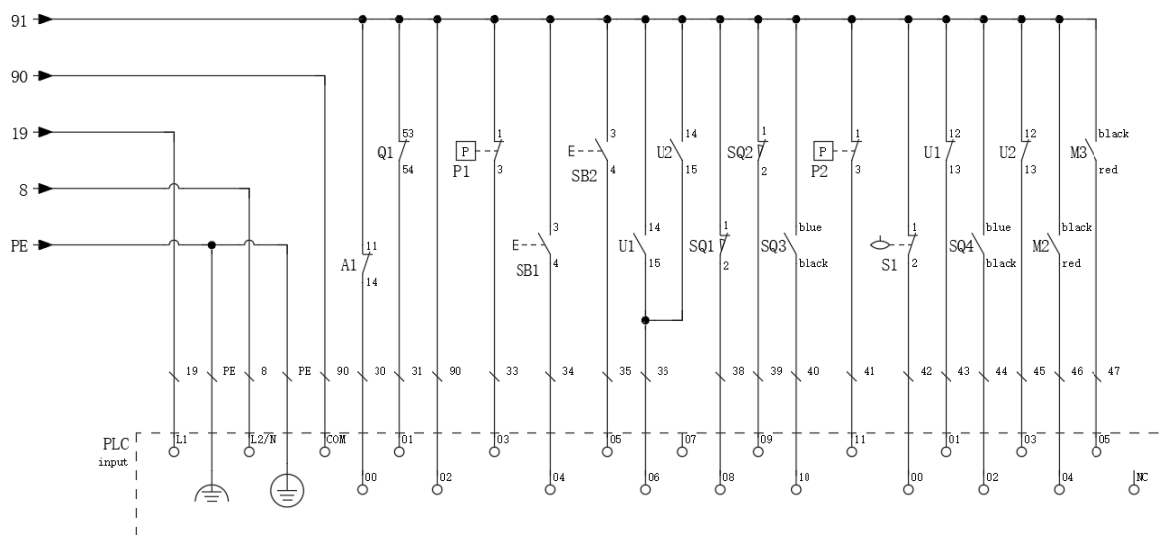 91
90
19
8
PE
53
Q1
54
1
P
P1
3
3
E
SB2
4
14
U2
15
1
SQ2
2
1
P
P2
3
12
U1
13
12
U2
13
black
M3
red
11
A1
14
3
E
SB1
4
14
U1
15
1
SQ1
2
blue
SQ3
black
1
S1
2
blue
SQ4
black
black
M2
red
19 PE 8 PE 90 30 31 90 33 34 35 36 38 39 40 41 42 43 44 45 46 47
PLC
input
L1 L2/N COM 01 03 05 07 09 11 01 03 05
00 02 04 06 08 10 00 02 04 NC